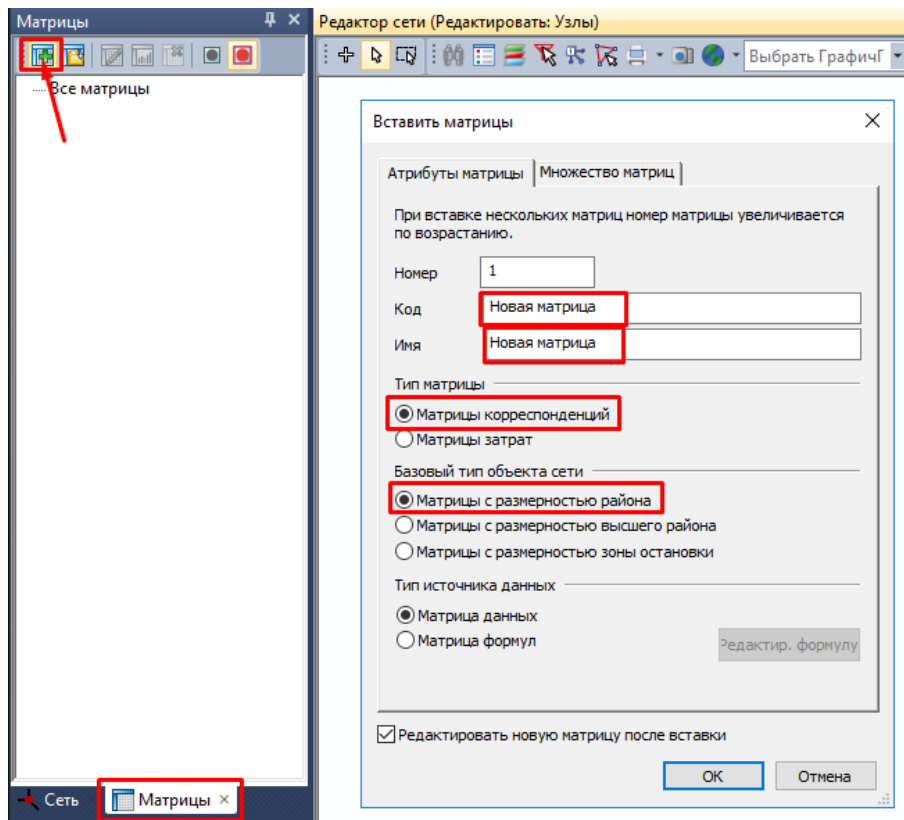 Матрицы
Редактор сети (Редактировать: Узлы)
Выбрать ГрафичГ
Все матрицы
Вставить матрицы
Атрибуты матрицы
Множество матриц
При вставке нескольких матриц номер матрицы увеличивается
по возрастанию.
Номер
1
Код
Новая матрица
Имя
Новая матрица
Тип матрицы
Матрицы корреспонденций
Матрицы затрат
Базовый тип объекта сети
Матрицы с размерностью района
Матрицы с размерностью высшего района
Матрицы с размерностью зоны остановки
Тип источника данных
Матрица данных
Матрица формул
Редактир. формулу
Редактировать новую матрицу после вставки
ОК
Отмена
Сеть
Матрицы